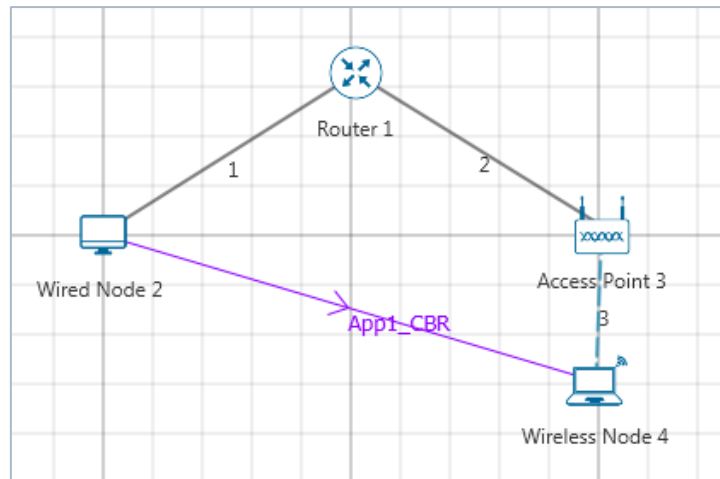 Router 1
1
2
Wired Node 2
Access Point 3
App1_CBR
3
Wireless Node 4